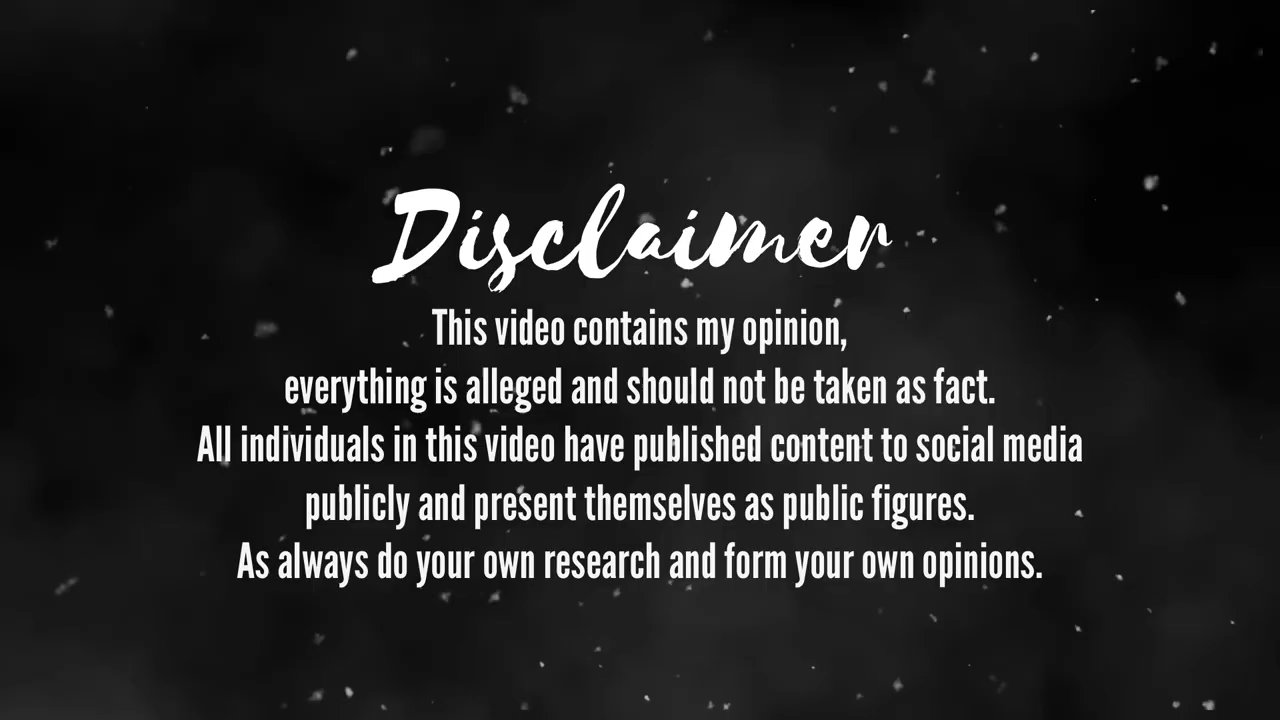 Disclaimer
This video contains my opinion,
everything is alleged and should not be taken as fact.
All individuals in this video have published content to social media
publicly and present themselves as public figures.
As always do your own research and form your own opinions.